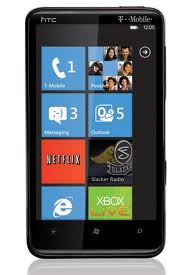 htc
T··Mobile·
12:05
1
T-Mobile
People
3
Messaging
5
Outlook
NETFLIX
Slacker Radio
XBOX
LIVE